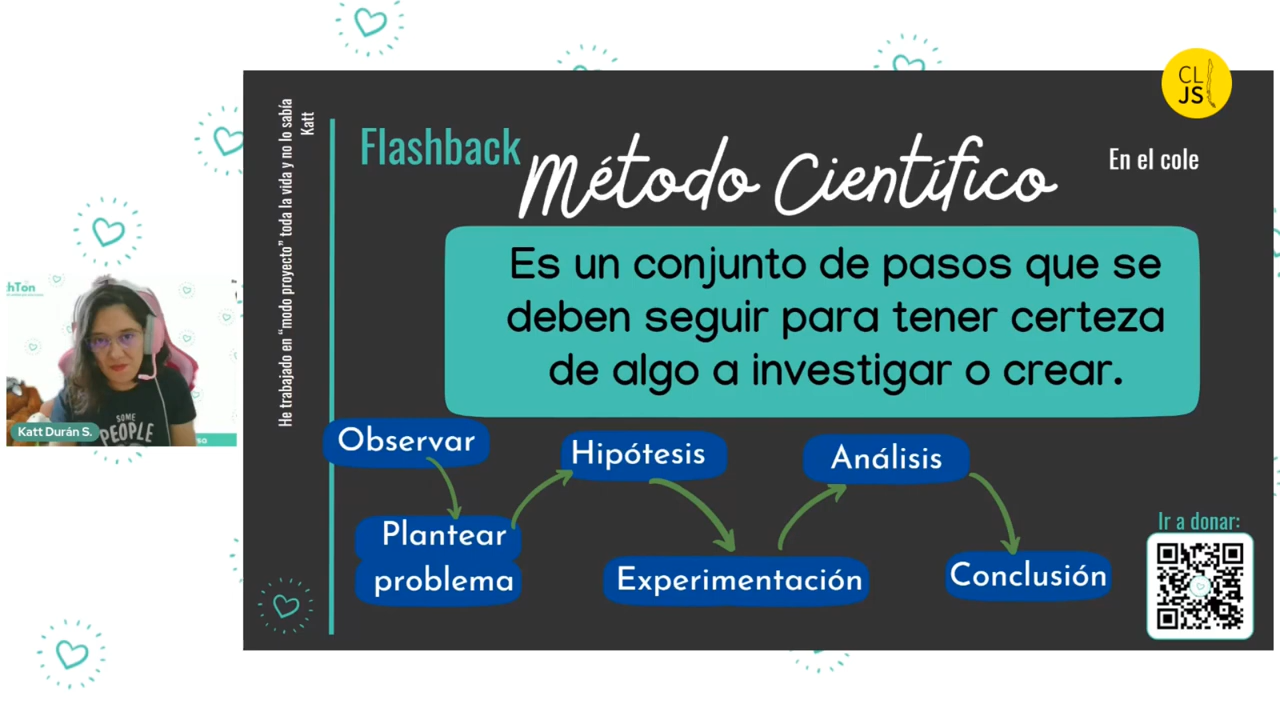 CL
JS
He trabajado en "modo proyecto" toda la vida y no lo sabía
Katt
Flashback
Método Científico
En el cole
Es un conjunto de pasos que se
deben seguir para tener certeza
de algo a investigar o crear.
Observar
Plantear
problema
Hipótesis
Experimentación
Análisis
Conclusión
Ir a donar:
hTon
SOME
PEOPLE
Katt Durán S.